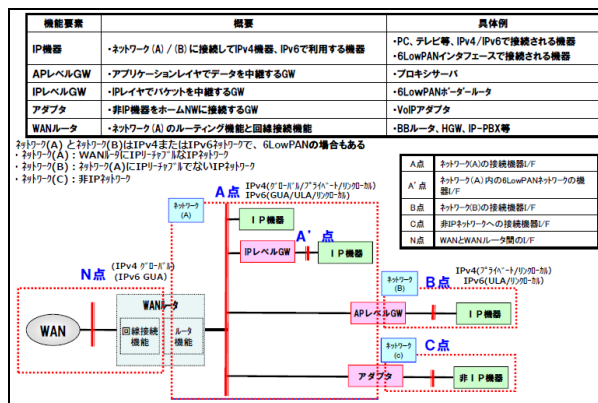 機能要素 概要 具体例
IP機器 ・ネットワーク(A)/(B)に接続してIPv4機器、IPv6で利用する機器 ・PC、テレビ等、IPv4/IPv6で接続される機器
・6LowPANインタフェースで接続される機器
APレベルGW ・アプリケーションレイヤでデータを中継するGW ・プロキシサーバ
IPレベルGW ・IPレイヤでパケットを中継するGW ・6LowPANボーダールータ
アダプタ ・非IP機器をホームNWに接続するGW ・VoIPアダプタ
WANルータ ・ネットワーク(A)のルーティング機能と回線接続機能 ・BBルータ、HGW、IP-PBX等
ネットワーク(A)とネットワーク(B)はIPv4またはIPv6ネットワークで、6LowPANの場合もある
・ネットワーク(A):WANルータにIPリーチャブルなIPネットワーク
・ネットワーク(B):ネットワーク(A)にIPリーチャブルでないIPネットワーク
・ネットワーク(C):非IPネットワーク
A点 ネットワーク(A)の接続機器I/F
A'点 ネットワーク(A)内の6LowPANネットワークの機器I/F
B点 ネットワーク(B)の接続機器I/F
C点 非IPネットワークへの接続機器I/F
N点 WANとWANルータ間のI/F
A点 IPv4(グローバル/プライベート/リンクローカル)
IPv6(GUA/ULA/リンクローカル)
ネットワーク
(A)
IP機器
A'点
IPレベルGW
IP機器
N点 (IPv4 グローバル)
(IPv6 GUA)
WAN
WANルータ
回線接続
機能
ルータ
機能
IPv4(プライベート/リンクローカル)
IPv6(ULA/リンクローカル)
ネットワーク
(B)
B点
APレベルGW
IP機器
ネットワーク
(c)
C点
アダプタ
非IP機器